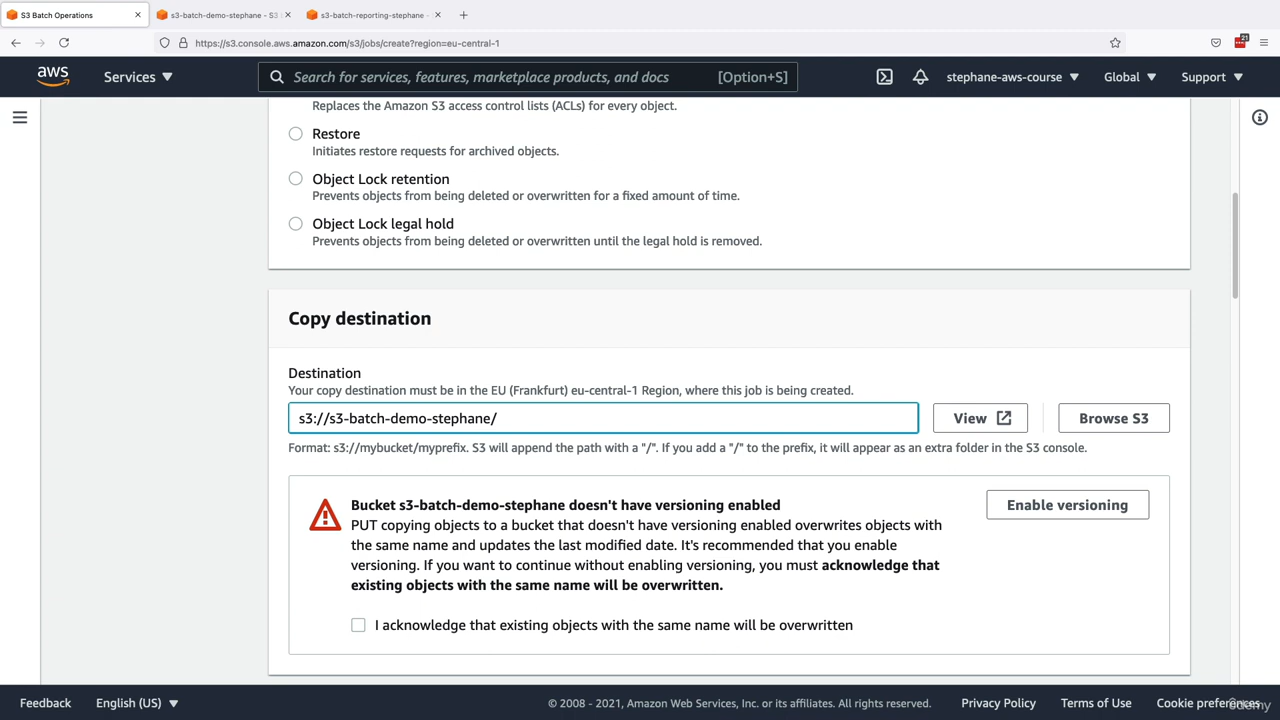 S3 Batch Operations
s3-batch-demo-stephane - S3
s3-batch-reporting-stephane -
https://s3.console.aws.amazon.com/s3/jobs/create?region=eu-central-1
21
aws
Services
Search for services, features, marketplace products, and docs
[Option+S]
stephane-aws-course
Global
Support
Replaces the Amazon S3 access control lists (ACLs) for every object.
Restore
Initiates restore requests for archived objects.
Object Lock retention
Prevents objects from being deleted or overwritten for a fixed amount of time.
Object Lock legal hold
Prevents objects from being deleted or overwritten until the legal hold is removed.
Copy destination
Destination
Your copy destination must be in the EU (Frankfurt) eu-central-1 Region, where this job is being created.
s3://s3-batch-demo-stephane/
View
Browse S3
Format: s3://mybucket/myprefix. S3 will append the path with a "/". If you add a "/" to the prefix, it will appear as an extra folder in the S3 console.
Bucket s3-batch-demo-stephane doesn't have versioning enabled
Enable versioning
PUT copying objects to a bucket that doesn't have versioning enabled overwrites objects with
the same name and updates the last modified date. It's recommended that you enable
versioning. If you want to continue without enabling versioning, you must acknowledge that
existing objects with the same name will be overwritten.
I acknowledge that existing objects with the same name will be overwritten
Feedback
English (US)
© 2008 - 2021, Amazon Web Services, Inc. or its affiliates. All rights reserved.
Privacy Policy
Terms of Use
Cookie preferences
Udemy